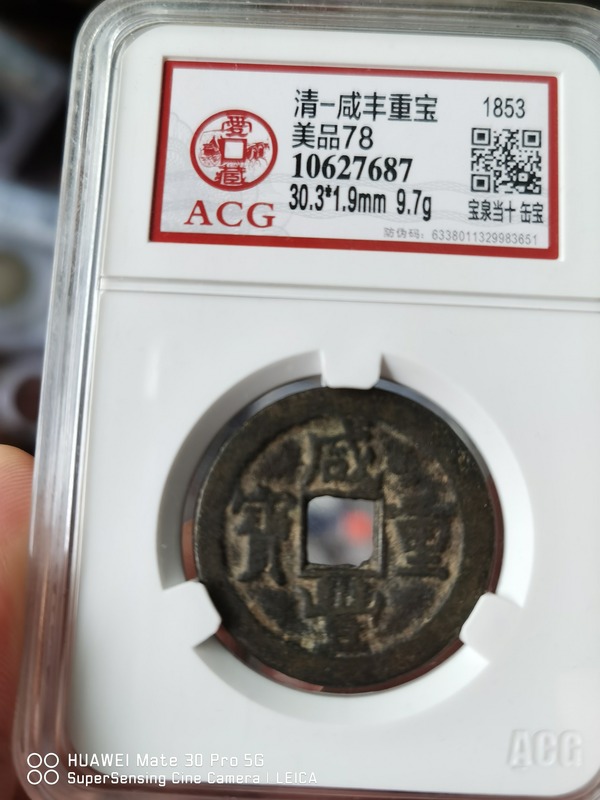 清-咸丰重宝 1853
美品78
10627687
30.3*1.9mm 9.7g
宝泉当十 缶宝
防伪码: 6338011329983651
愛藏
ACG
咸豐重寶
ACG
HUAWEI Mate 30 Pro 5G
SuperSensing Cine Camera | LEICA